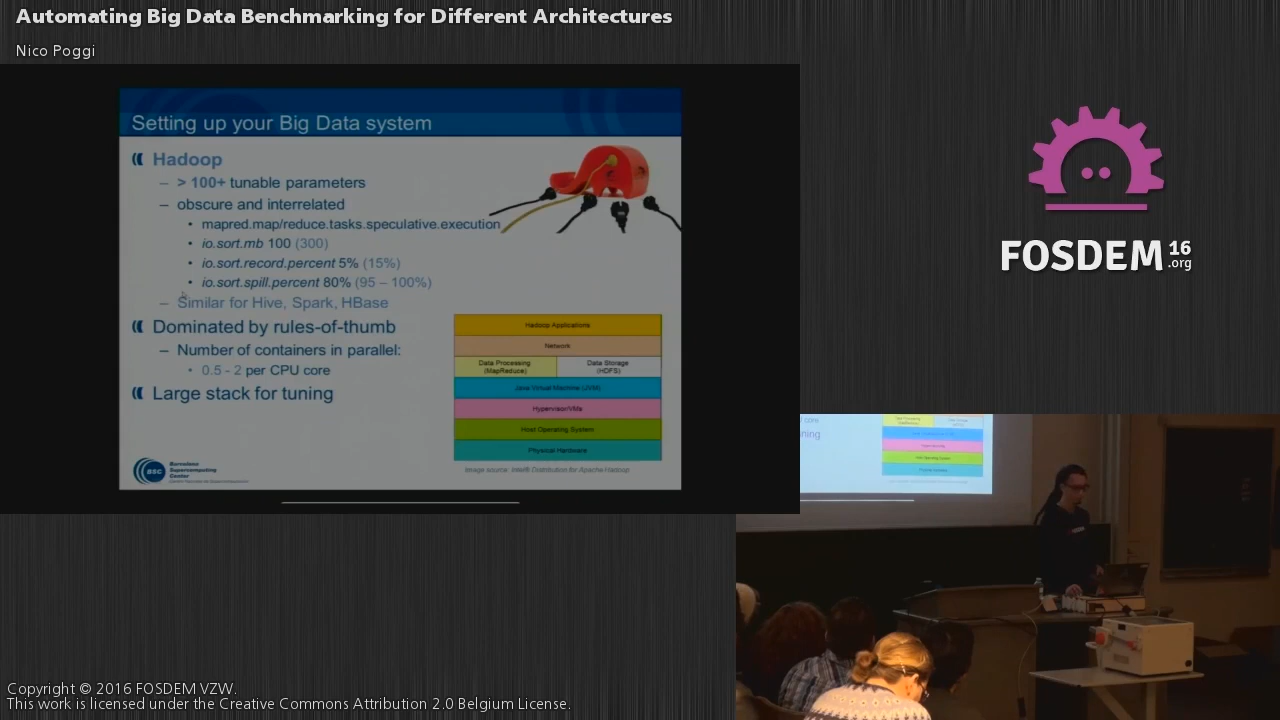 Automating Big Data Benchmarking for Different Architectures
Nico Poggi
Setting up your Big Data system
Hadoop
– > 100+ tunable parameters
– obscure and interrelated
• mapred.map/reduce.tasks.speculative.execution
• io.sort.mb 100 (300)
• io.sort.record.percent 5% (15%)
• io.sort.spill.percent 80% (95 – 100%)
– Similar for Hive, Spark, HBase
Dominated by rules-of-thumb
– Number of containers in parallel:
• 0.5 - 2 per CPU core
Large stack for tuning
Hadoop Applications
Network
Data Processing
(MapReduce)
Data Storage
(HDFS)
Java Virtual Machine (JVM)
Hypervisor/VMs
Host Operating System
Physical Hardware
Image source: Intel® Distribution for Apache Hadoop
BSC
Barcelona
Supercomputing
Center
Centro Nacional de Supercomputación
FOSDEM 16
.org
Copyright © 2016 FOSDEM VZW.
This work is licensed under the Creative Commons Attribution 2.0 Belgium License.